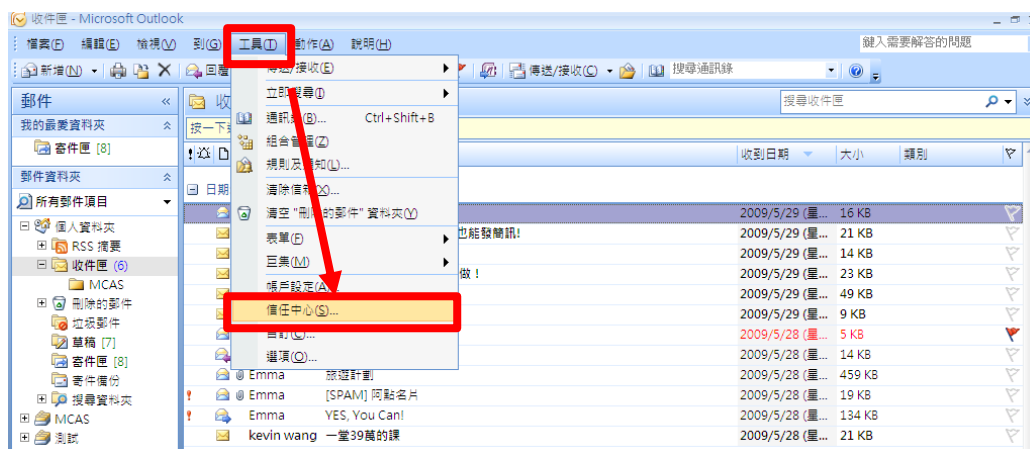 收件匣 - Microsoft Outlook
檔案(F) 編輯(E) 檢視(V) 到(G) 工具(T) 動作(A) 說明(H) 鍵入需要解答的問題
新增(N) 回覆 傳送/接收(C) 搜尋通訊錄
傳送/接收(E)
立即搜尋(I)
通訊錄(B)... Ctrl+Shift+B
組合管理(Z)
規則及通知(L)...
清除信箱(X)...
清空 "刪除的郵件" 資料夾(Y)
表單(F)
巨集(M)
帳戶設定(A)...
信任中心(S)...
自訂(C)...
選項(O)...
郵件 «
我的最愛資料夾
寄件匣 [8]
郵件資料夾
所有郵件項目
個人資料夾
RSS 摘要
收件匣 (6)
MCAS
刪除的郵件
垃圾郵件
草稿 [7]
寄件匣 [8]
寄件備份
搜尋資料夾
MCAS
測試
收 搜尋收件匣
按一下
收到日期 大小 類別
日期
2009/5/29 (星... 16 KB
也能發簡訊! 2009/5/29 (星... 21 KB
2009/5/29 (星... 14 KB
做！ 2009/5/29 (星... 23 KB
2009/5/29 (星... 49 KB
2009/5/29 (星... 9 KB
2009/5/28 (星... 5 KB
2009/5/28 (星... 14 KB
Emma 旅遊計劃 2009/5/28 (星... 459 KB
Emma [SPAM] 阿點名片 2009/5/28 (星... 19 KB
Emma YES, You Can! 2009/5/28 (星... 134 KB
kevin wang 一堂39萬的課 2009/5/28 (星... 21 KB